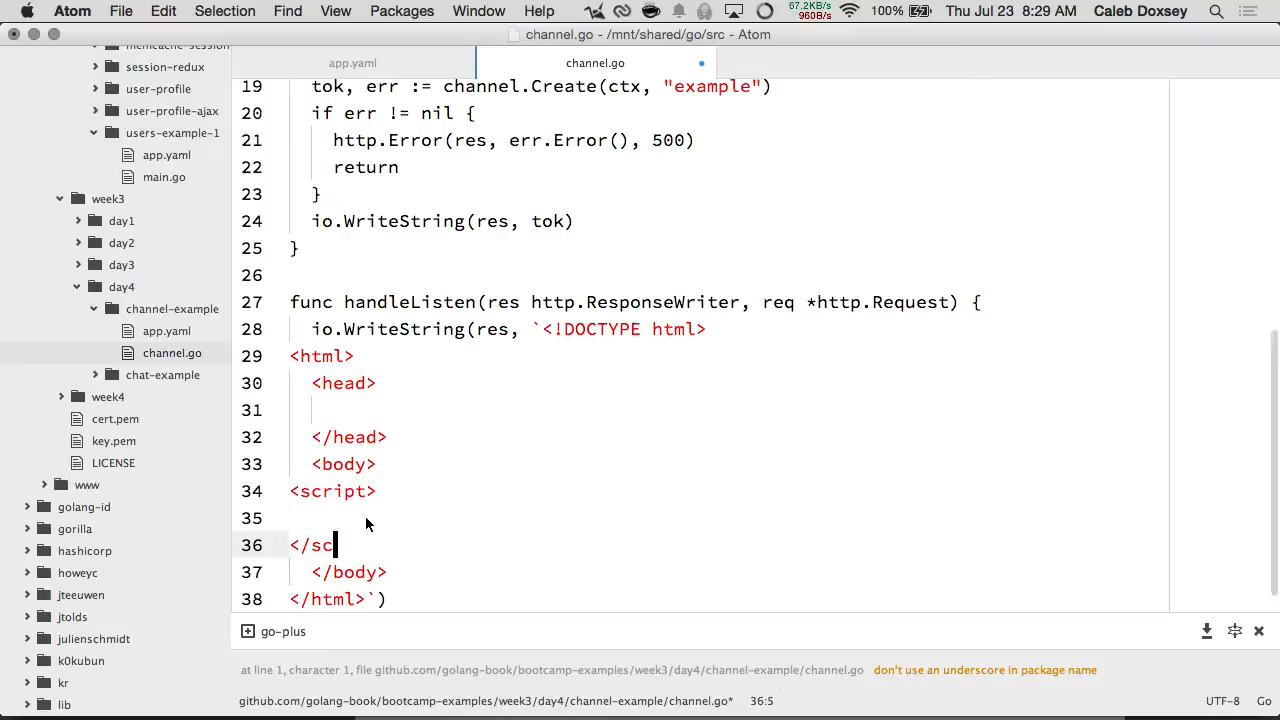 Atom File Edit Selection Find View Packages Window Help 67.2KB/s 960B/s 100% Thu Jul 23 8:29 AM Caleb Doxsey
channel.go - /mnt/shared/go/src - Atom
memcache-session
session-redux
user-profile
user-profile-ajax
users-example-1
app.yaml
main.go
week3
day1
day2
day3
day4
channel-example
app.yaml
channel.go
chat-example
week4
cert.pem
key.pem
LICENSE
www
golang-id
gorilla
hashicorp
howeyc
jteeuwen
jtolds
julienschmidt
k0kubun
kr
lib
app.yaml
channel.go
19 tok, err := channel.Create(ctx, "example")
20 if err != nil {
21 http.Error(res, err.Error(), 500)
22 return
23 }
24 io.WriteString(res, tok)
25 }
26
27 func handleListen(res http.ResponseWriter, req *http.Request) {
28 io.WriteString(res, `<!DOCTYPE html>
29 <html>
30 <head>
31
32 </head>
33 <body>
34 <script>
35
36 </sc
37 </body>
38 </html>`)
go-plus
at line 1, character 1, file github.com/golang-book/bootcamp-examples/week3/day4/channel-example/channel.go don't use an underscore in package name
github.com/golang-book/bootcamp-examples/week3/day4/channel-example/channel.go* 36:5 UTF-8 Go